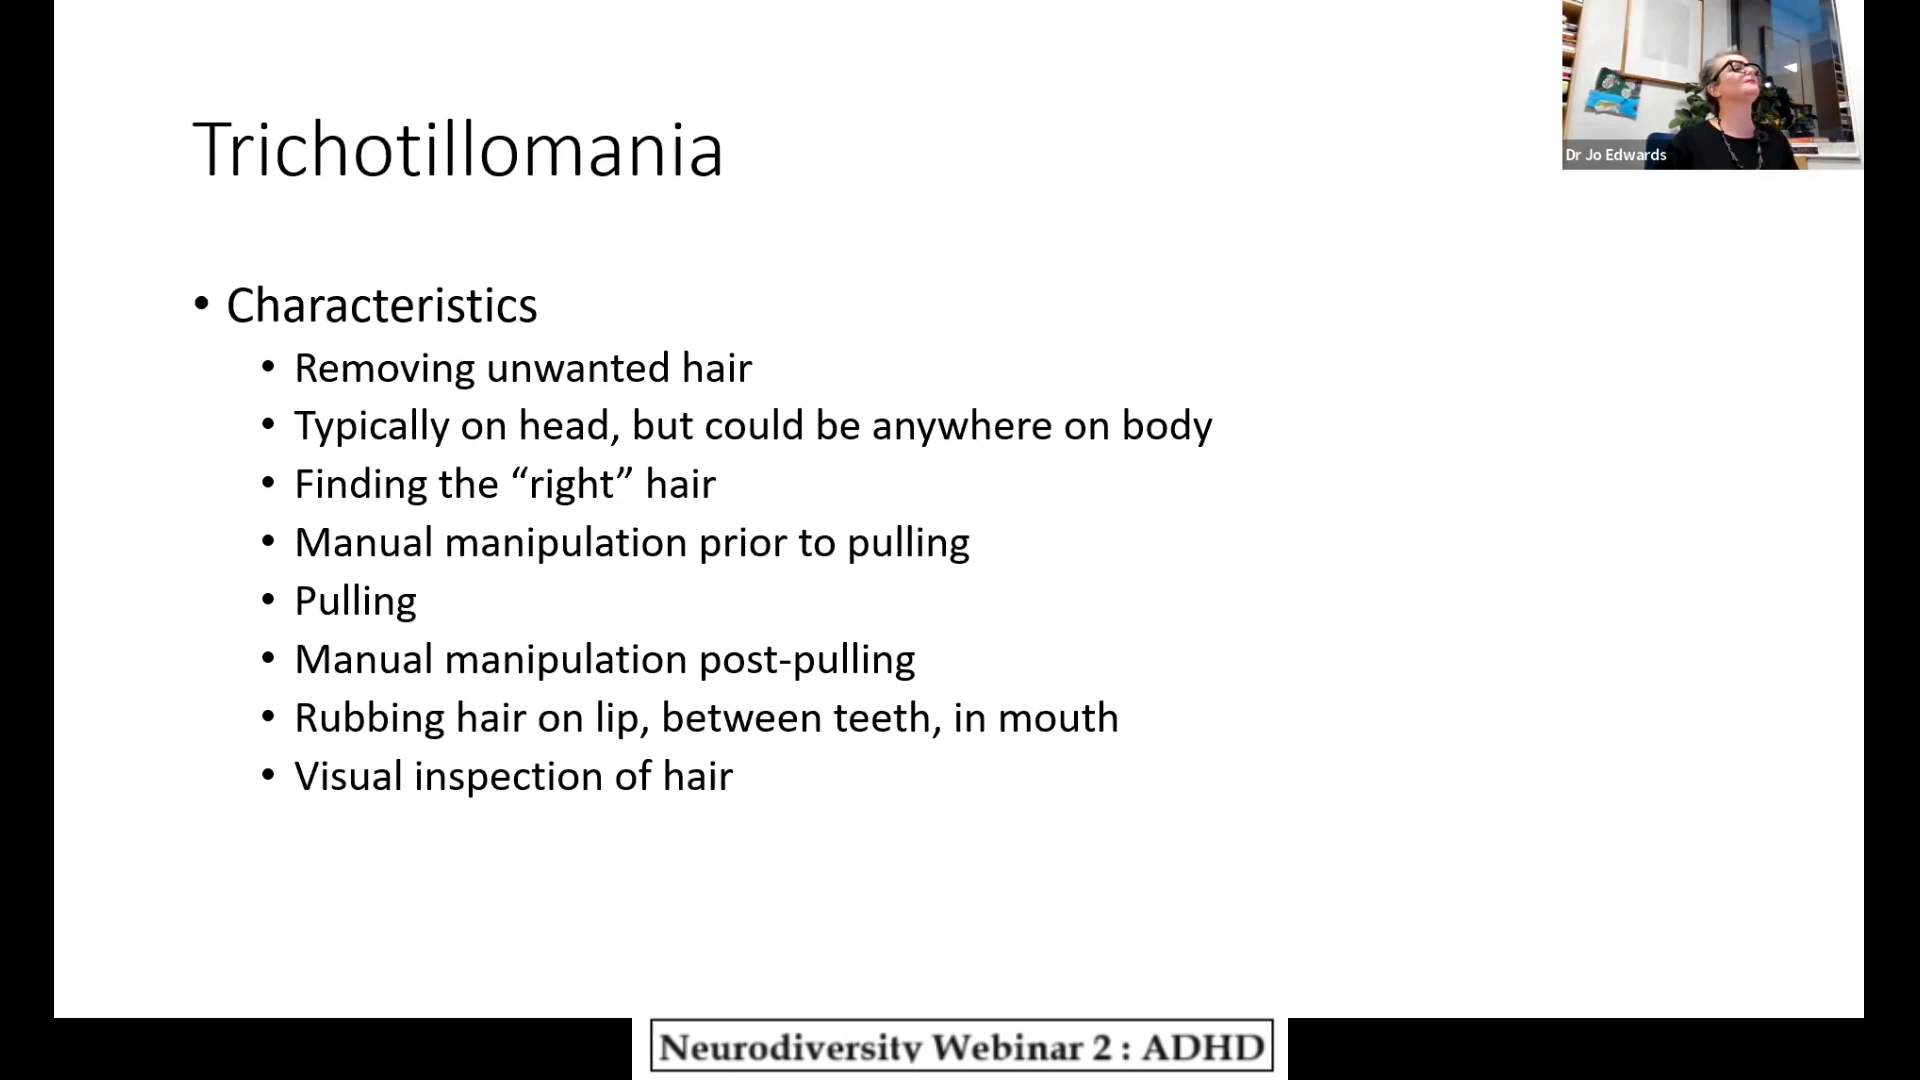 Trichotillomania
Dr Jo Edwards
• Characteristics
• Removing unwanted hair
• Typically on head, but could be anywhere on body
• Finding the “right” hair
• Manual manipulation prior to pulling
• Pulling
• Manual manipulation post-pulling
• Rubbing hair on lip, between teeth, in mouth
• Visual inspection of hair
Neurodiversity Webinar 2 : ADHD